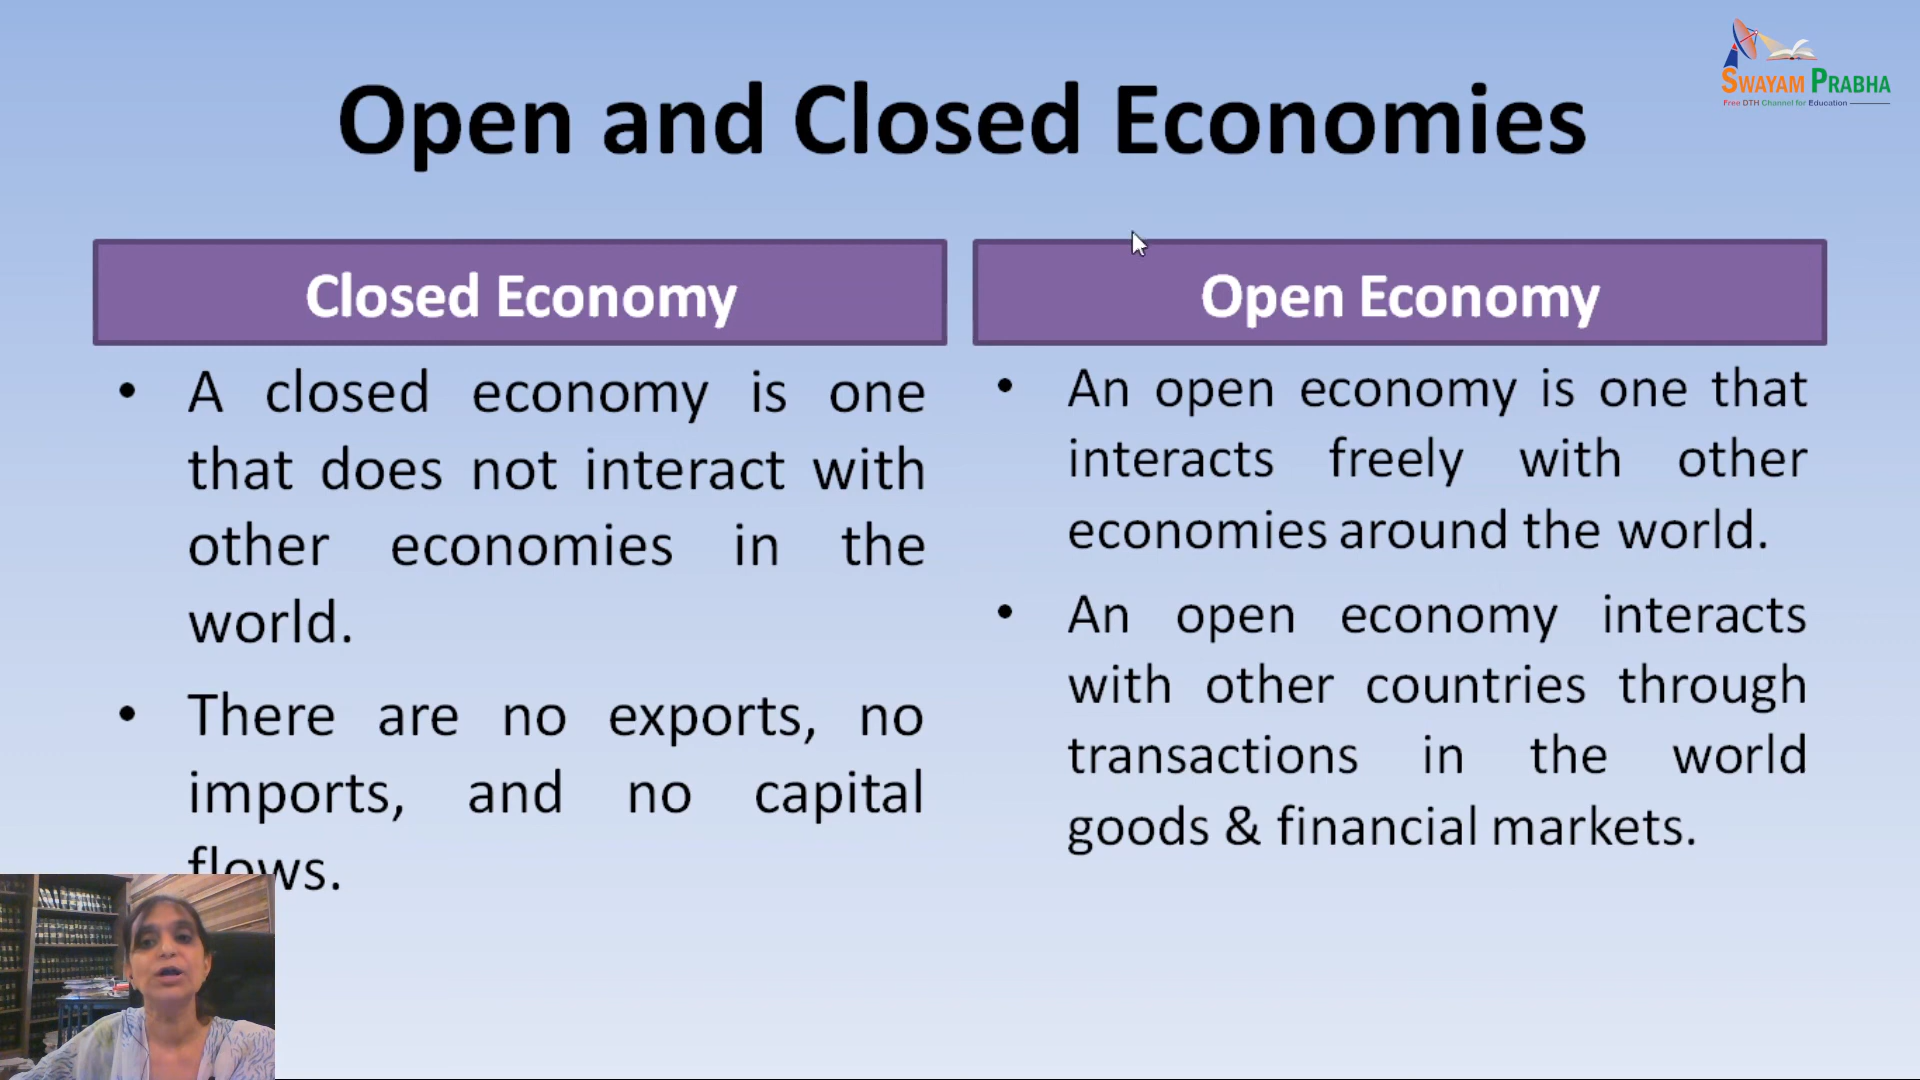 Open and Closed Economies
SWAYAM PRABHA
Free DTH Channel for Education
Closed Economy
• A closed economy is one
that does not interact with
other economies in the
world.
• There are no exports, no
imports, and no capital
flows.
Open Economy
• An open economy is one that
interacts freely with other
economies around the world.
• An open economy interacts
with other countries through
transactions in the world
goods & financial markets.